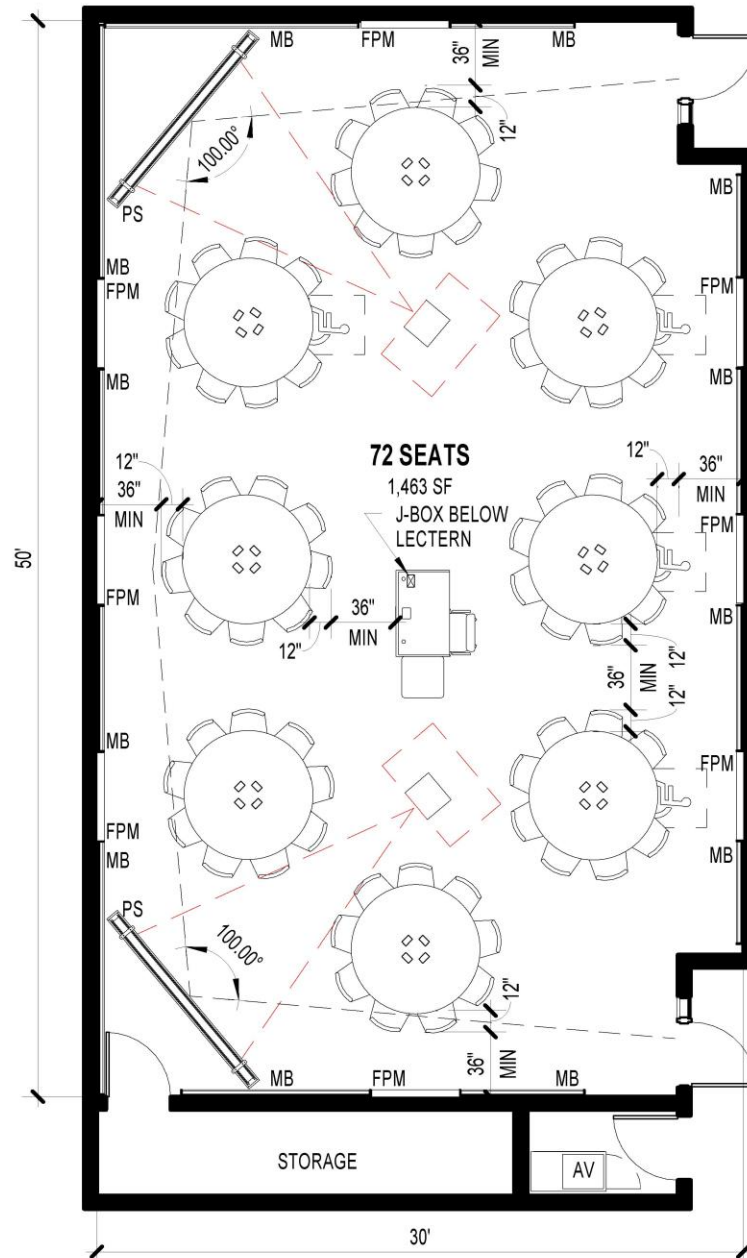 MB FPM MB
36"
MIN
12"
100.00°
PS
MB
MB
FPM
FPM
MB
MB
72 SEATS
1,463 SF
J-BOX BELOW
LECTERN
12"
36"
MIN
12"
36"
MIN
FPM
FPM
50'
36"
MIN
12"
MB
12"
36"
MIN
12"
MB
FPM
FPM
MB
MB
PS
100.00°
12"
36"
MIN
MB FPM MB
STORAGE
AV
30'